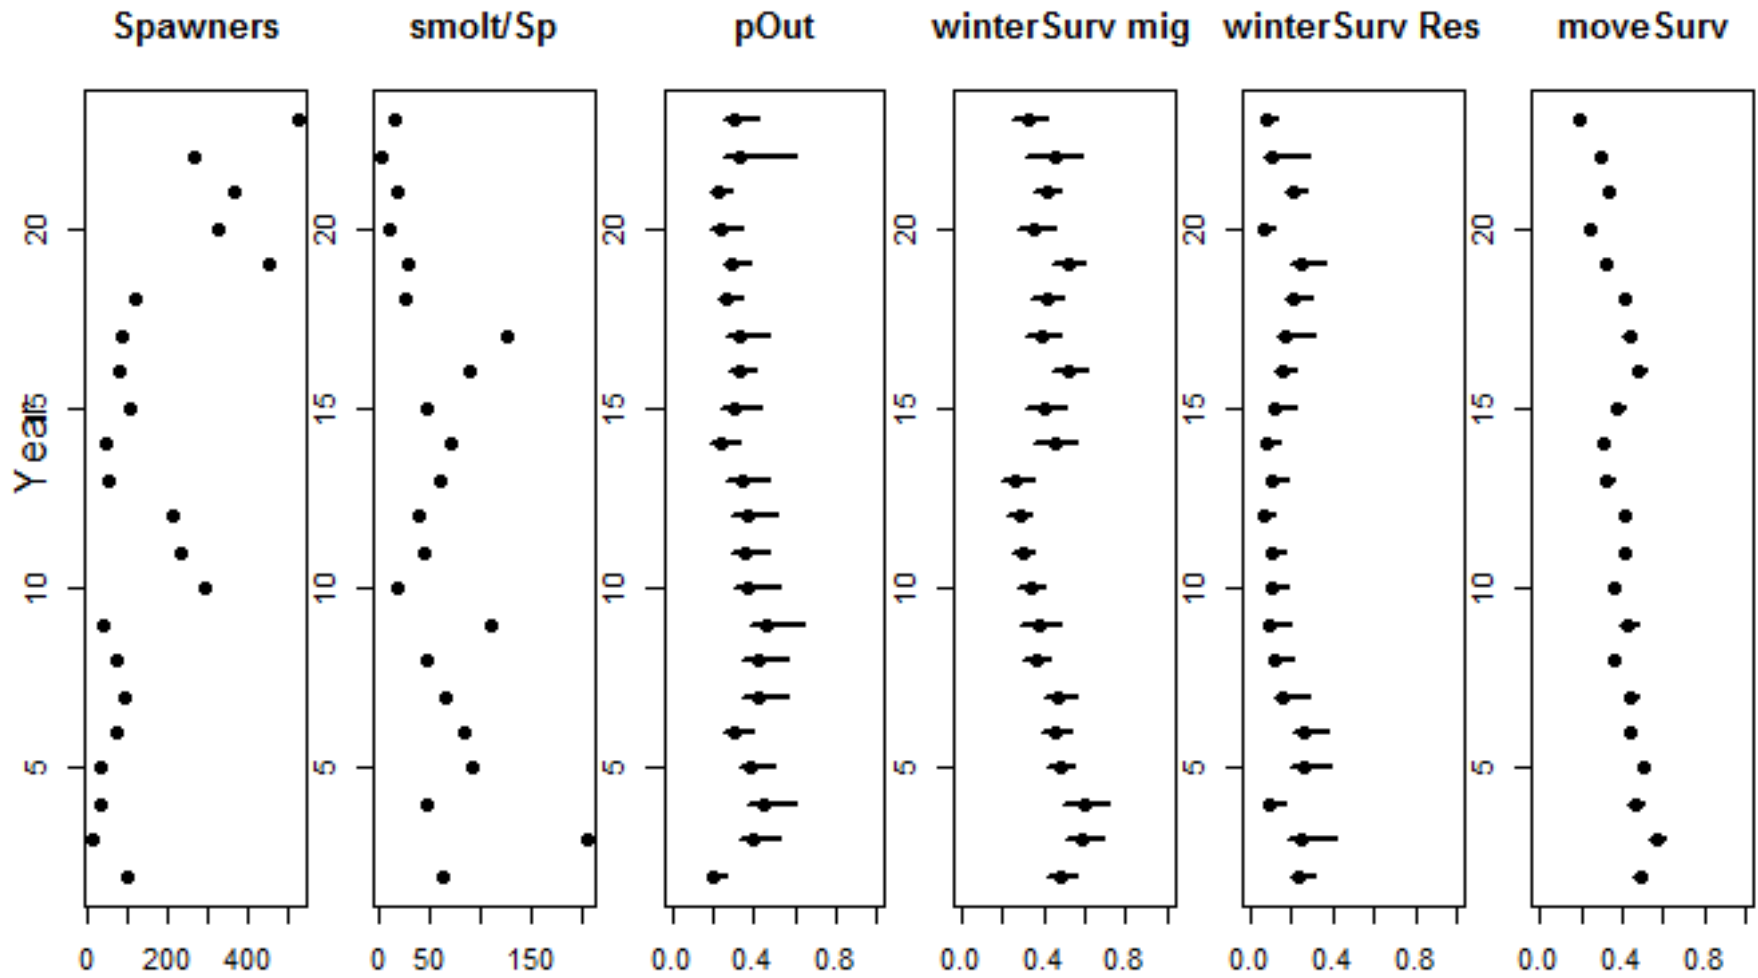 Spawners smolt/Sp pOut winterSurv mig winterSurv Res moveSurv
Year
20 20 20 20 20 20
15 15 15 15 15 15
10 10 10 10 10 10
5 5 5 5 5 5
0 200 400 0 50 150 0.0 0.4 0.8 0.0 0.4 0.8 0.0 0.4 0.8 0.0 0.4 0.8